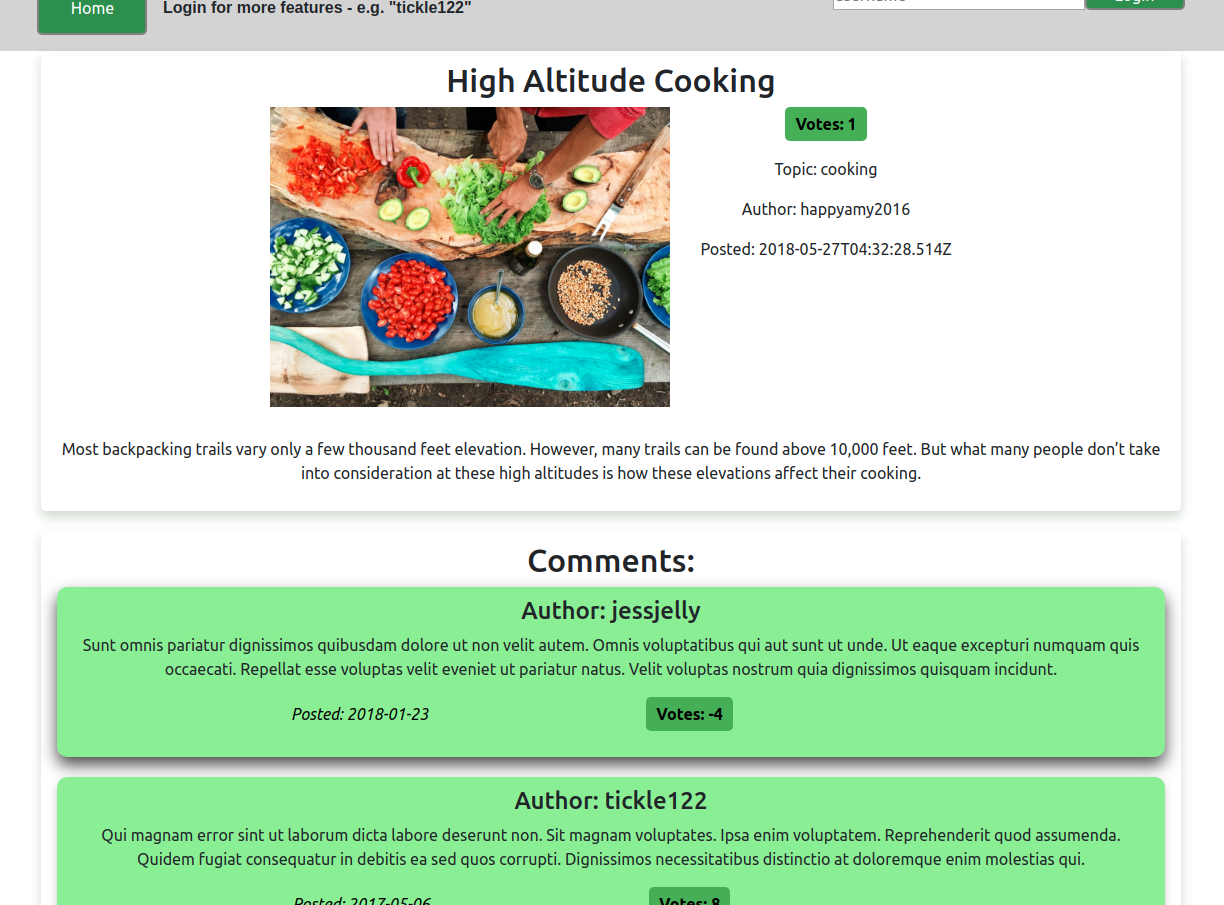 Home
Login for more features - e.g. "tickle122"
username
Login
High Altitude Cooking
Votes: 1
Topic: cooking
Author: happyamy2016
Posted: 2018-05-27T04:32:28.514Z
Most backpacking trails vary only a few thousand feet elevation. However, many trails can be found above 10,000 feet. But what many people don’t take
into consideration at these high altitudes is how these elevations affect their cooking.
Comments:
Author: jessjelly
Sunt omnis pariatur dignissimos quibusdam dolore ut non velit autem. Omnis voluptatibus qui aut sunt ut unde. Ut eaque excepturi numquam quis
occaecati. Repellat esse voluptas velit eveniet ut pariatur natus. Velit voluptas nostrum quia dignissimos quisquam incidunt.
Posted: 2018-01-23
Votes: -4
Author: tickle122
Qui magnam error sint ut laborum dicta labore deserunt non. Sit magnam voluptates. Ipsa enim voluptatem. Reprehenderit quod assumenda.
Quidem fugiat consequatur in debitis ea sed quos corrupti. Dignissimos necessitatibus distinctio at doloremque enim molestias qui.
Posted: 2017-05-06
Votes: 8